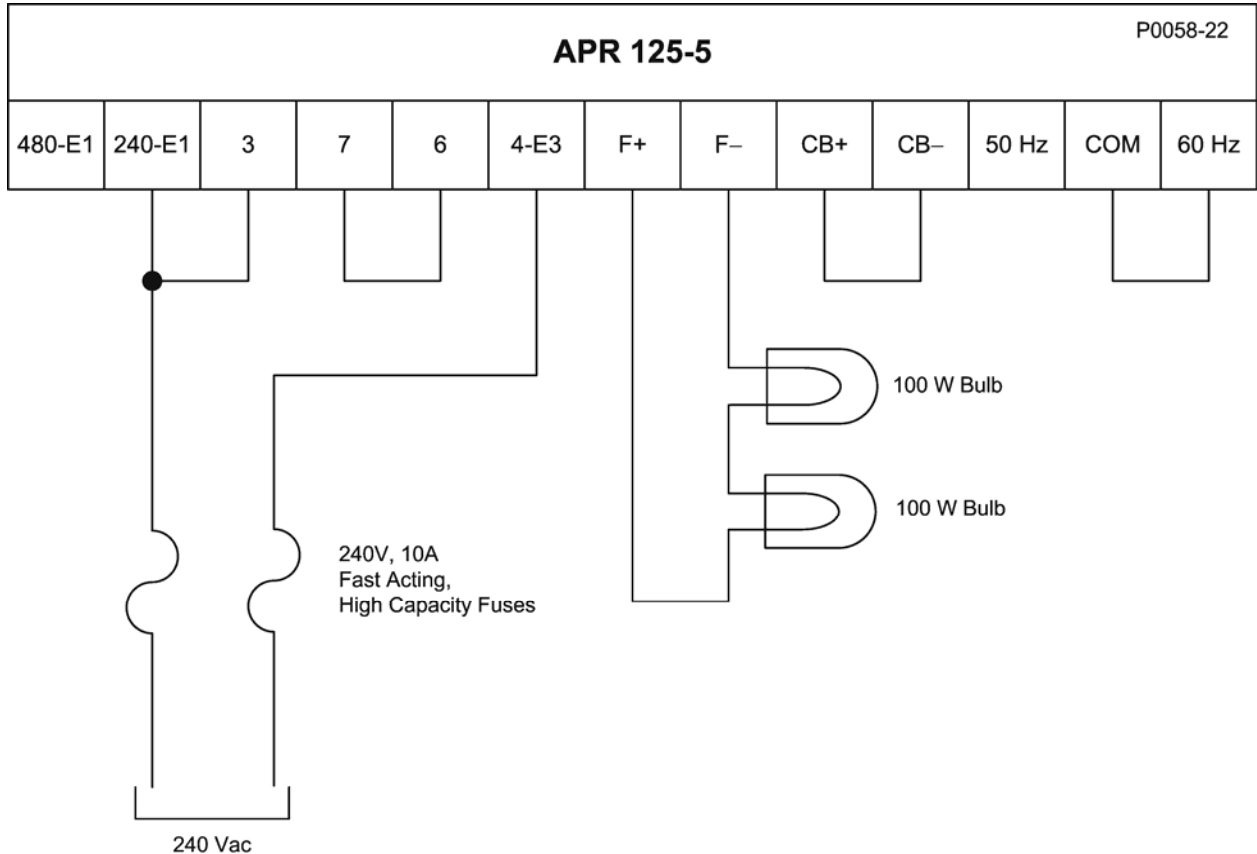 P0058-22
APR 125-5
480-E1 240-E1 3 7 6 4-E3 F+ F– CB+ CB– 50 Hz COM 60 Hz
100 W Bulb
100 W Bulb
240V, 10A
Fast Acting,
High Capacity Fuses
240 Vac